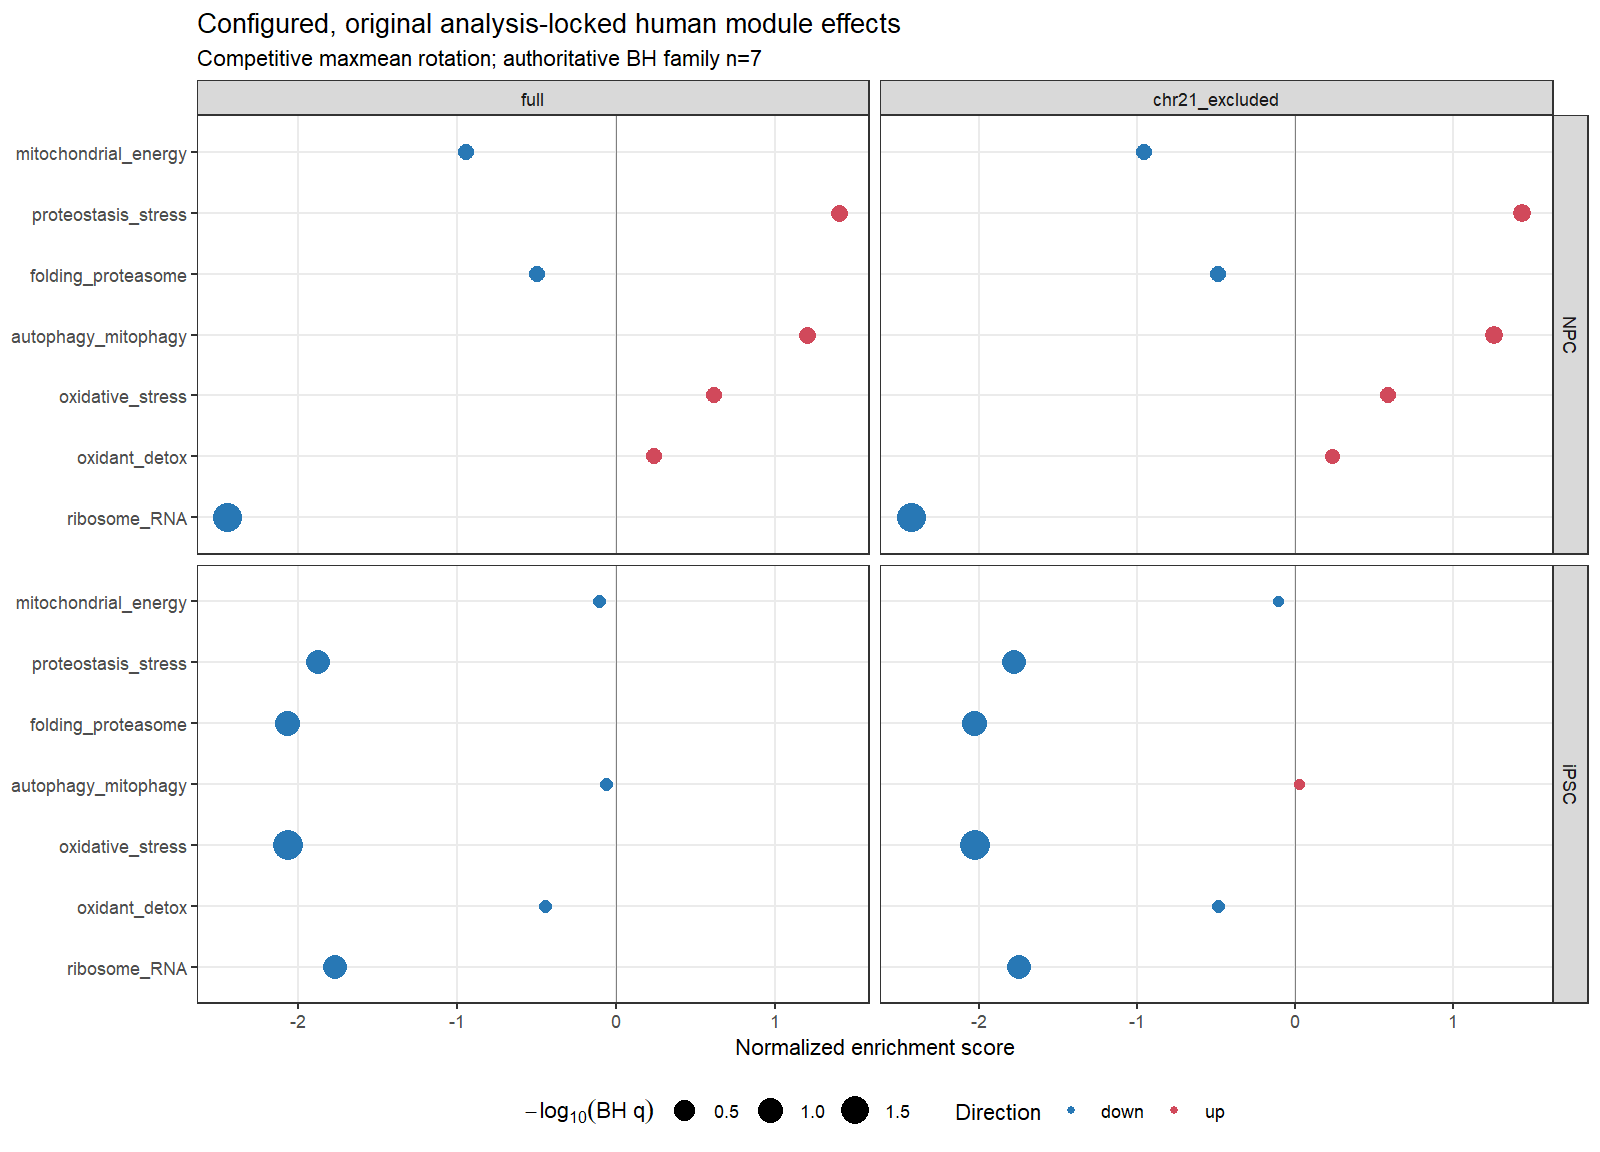 Configured, original analysis-locked human module effects
Competitive maxmean rotation; authoritative BH family n=7
full
chr21_excluded
mitochondrial_energy
proteostasis_stress
folding_proteasome
autophagy_mitophagy
oxidative_stress
oxidant_detox
ribosome_RNA
NPC
mitochondrial_energy
proteostasis_stress
folding_proteasome
autophagy_mitophagy
oxidative_stress
oxidant_detox
ribosome_RNA
iPSC
-2 -1 0 1
-2 -1 0 1
Normalized enrichment score
−log₁₀(BH q) 0.5 1.0 1.5 Direction down up